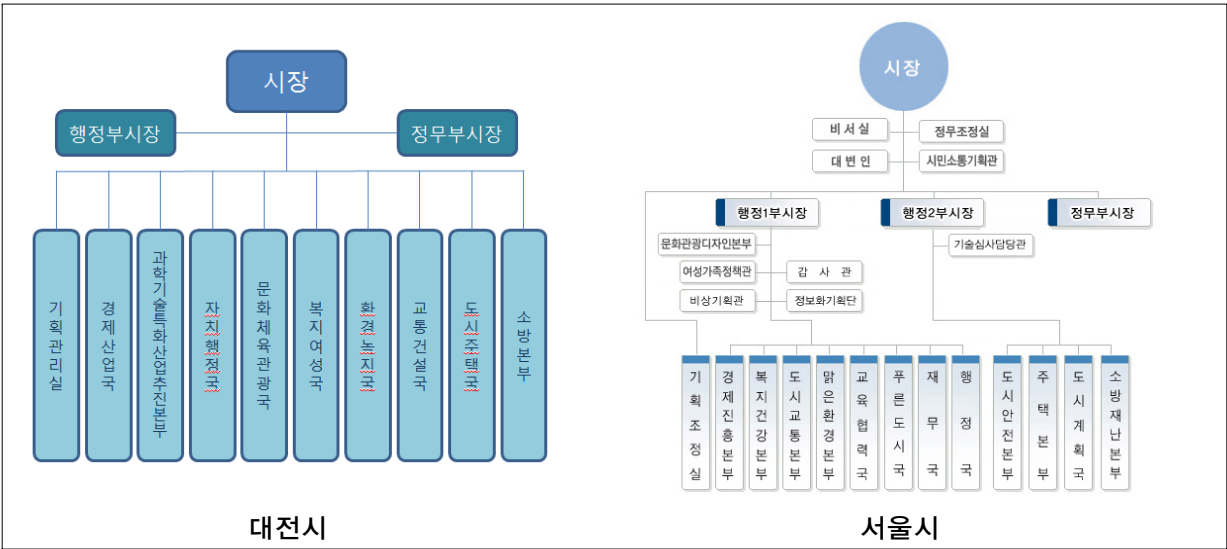 시장
행정부시장
정무부시장
기획관리실
경제산업국
과학기술특화산업추진본부
자치행정국
문화체육관광국
복지여성국
환경녹지국
교통건설국
도시주택국
소방본부
대전시
시장
비서실
정무조정실
대변인
시민소통기획관
행정1부시장
행정2부시장
정무부시장
문화관광디자인본부
기술심사담당관
여성가족정책관
감 사 관
비상기획관
정보화기획단
기획조정실
경제진흥본부
복지건강본부
도시교통본부
맑은환경본부
교육협력국
푸른도시국
재무국
행정국
도시안전본부
주택본부
도시계획국
소방재난본부
서울시